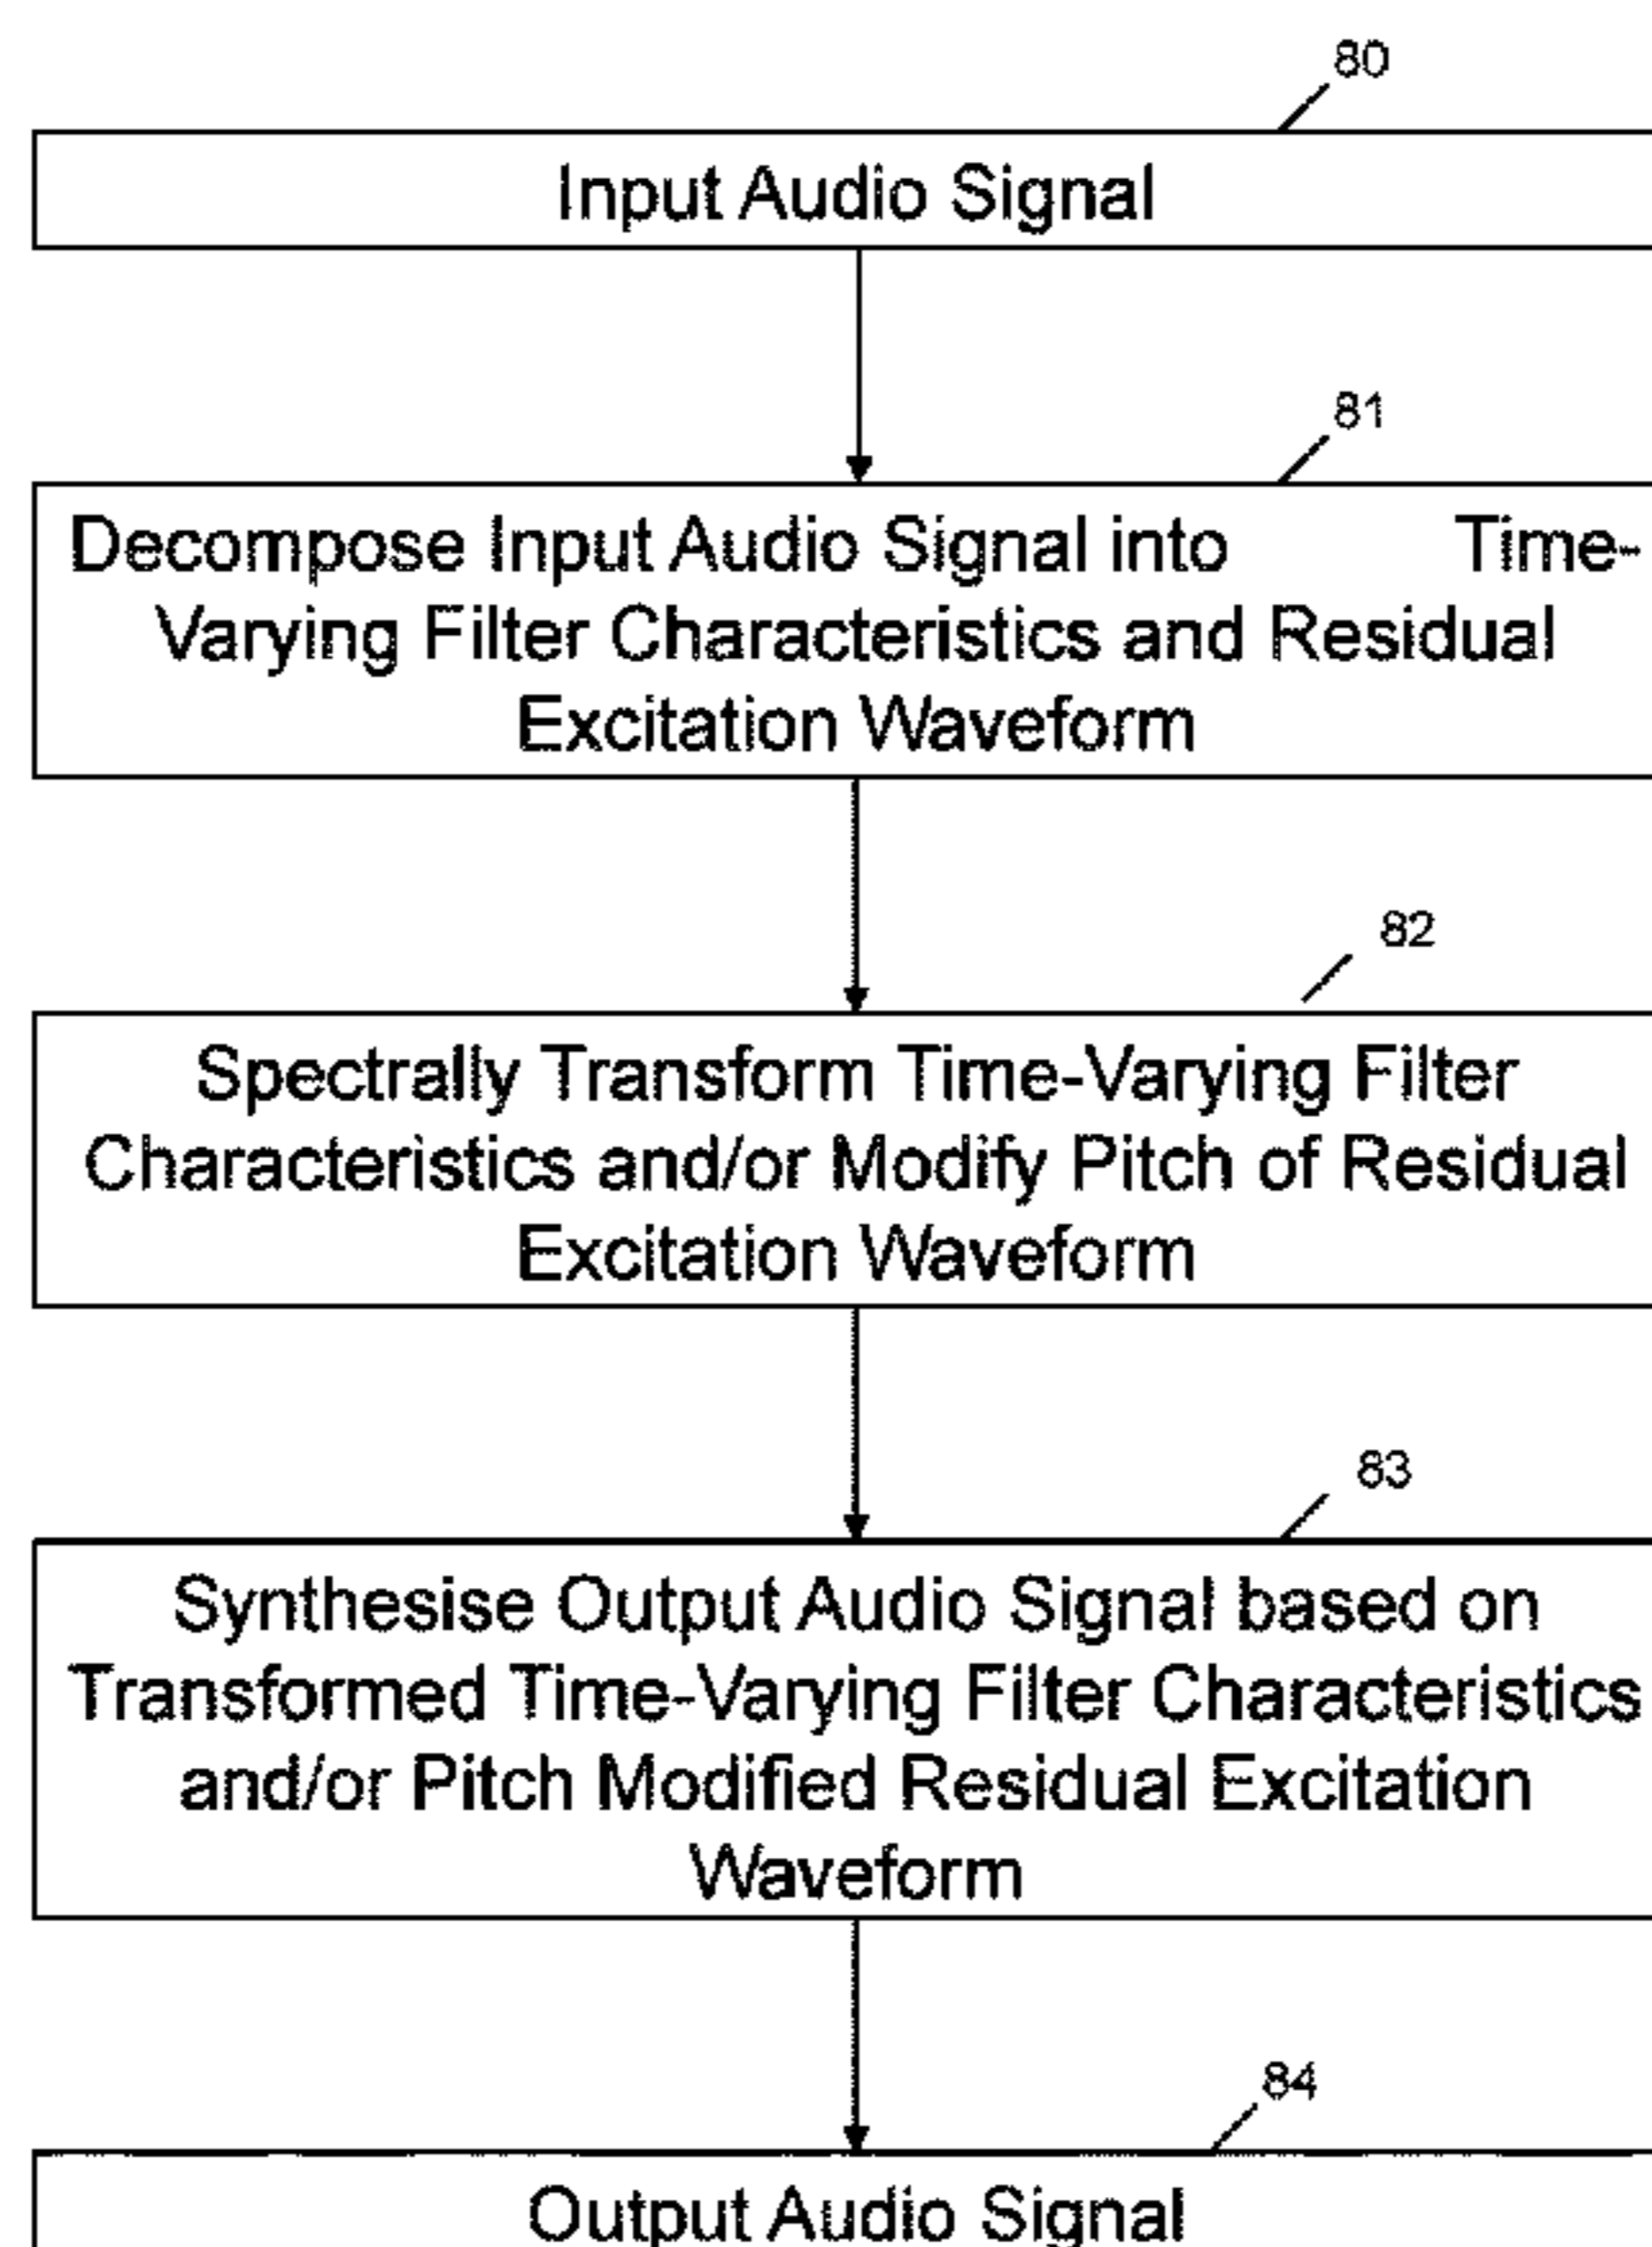 80
Input Audio Signal
81
Decompose Input Audio Signal into Time-
Varying Filter Characteristics and Residual
Excitation Waveform
82
Spectrally Transform Time-Varying Filter
Characteristics and/or Modify Pitch of Residual
Excitation Waveform
83
Synthesise Output Audio Signal based on
Transformed Time-Varying Filter Characteristics
and/or Pitch Modified Residual Excitation
Waveform
84
Output Audio Signal